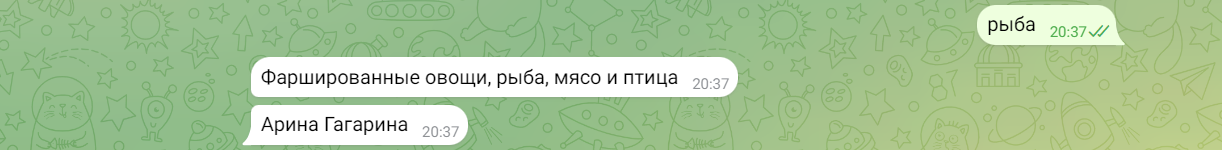 рыба 20:37
Фаршированные овощи, рыба, мясо и птица 20:37
Арина Гагарина 20:37